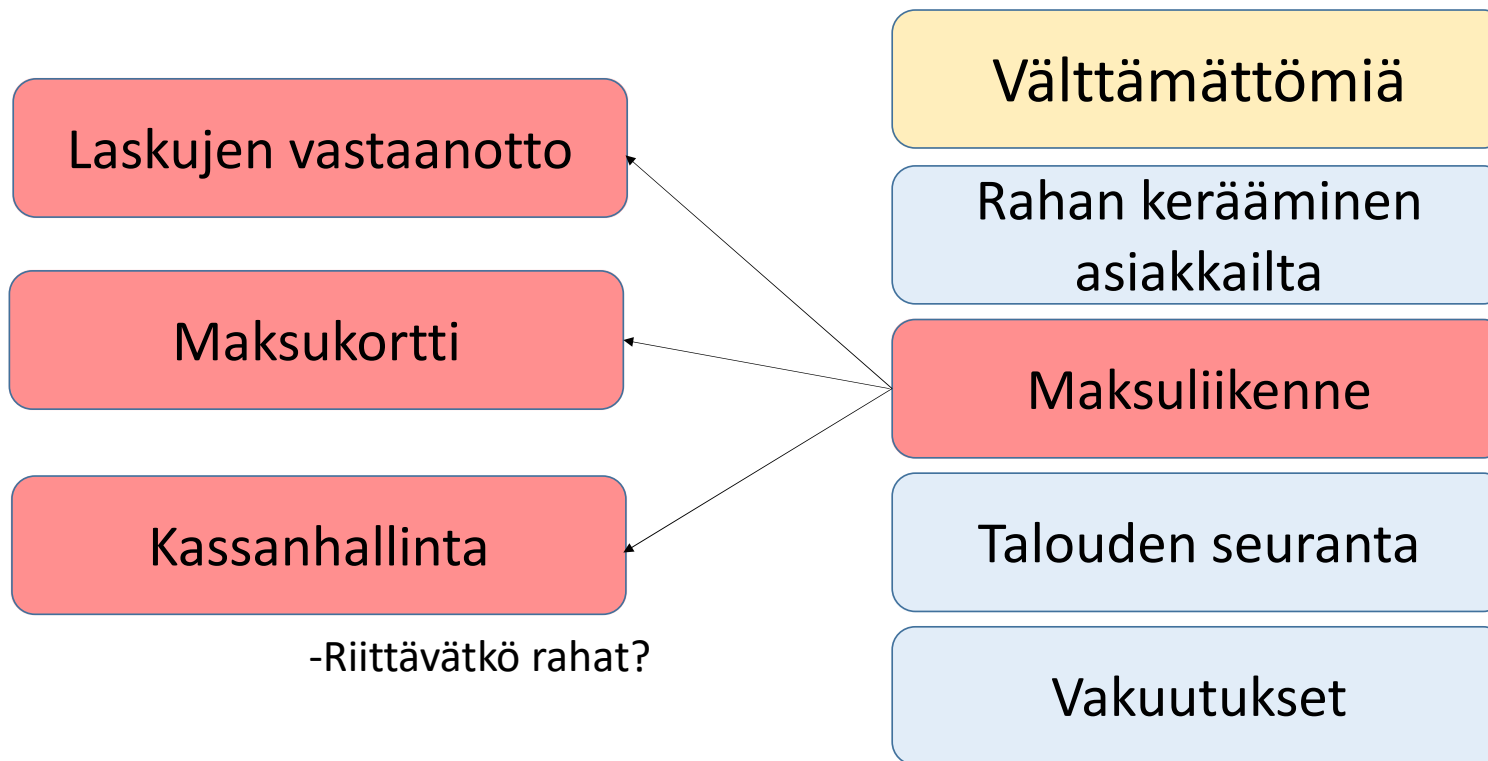 Laskujen vastaanotto
Maksukortti
Kassanhallinta
-Riittävätkö rahat?
Välttämättömiä
Rahan kerääminen
asiakkailta
Maksuliikenne
Talouden seuranta
Vakuutukset